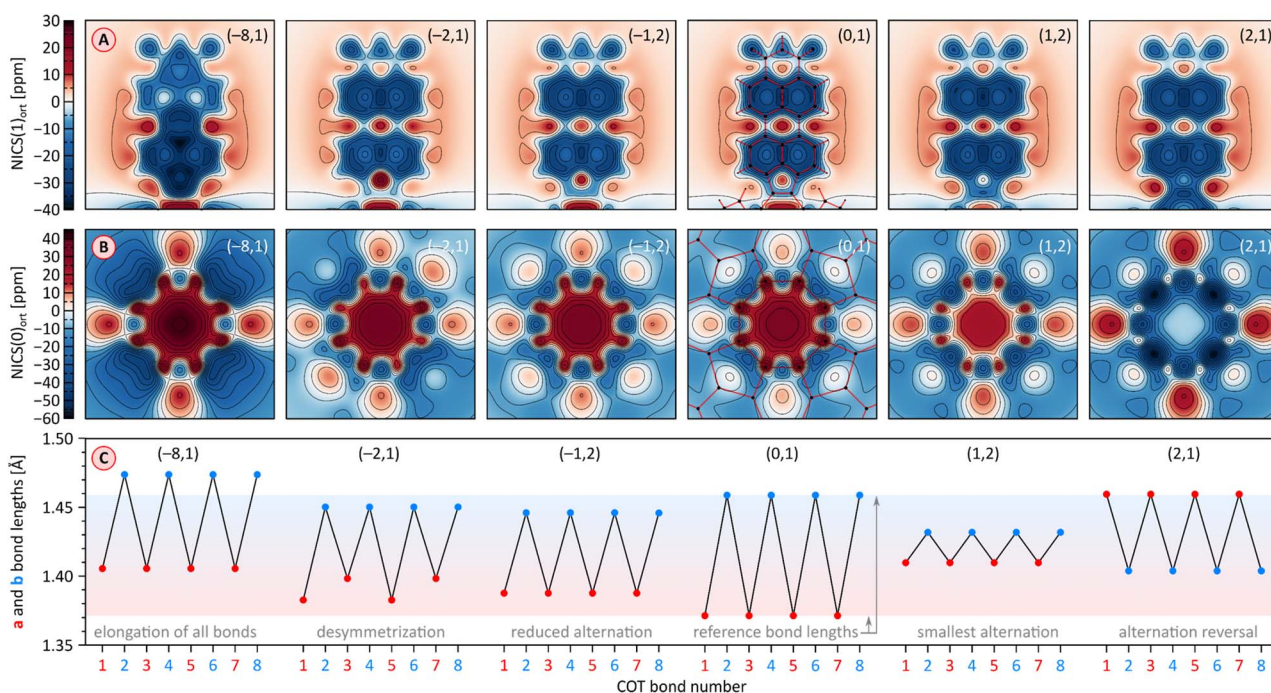 A
(−8,1)
(−2,1)
(−1,2)
(0,1)
(1,2)
(2,1)
NICS(1)ort [ppm]
30
20
10
0
−10
−20
−30
−40
B
(−8,1)
(−2,1)
(−1,2)
(0,1)
(1,2)
(2,1)
NICS(0)ort [ppm]
40
30
20
10
0
−10
−20
−30
−40
−50
−60
C
(−8,1)
(−2,1)
(−1,2)
(0,1)
(1,2)
(2,1)
a and b bond lengths [Å]
1.50
1.45
1.40
1.35
elongation of all bonds
desymmetrization
reduced alternation
reference bond lengths
smallest alternation
alternation reversal
1 2 3 4 5 6 7 8
1 2 3 4 5 6 7 8
1 2 3 4 5 6 7 8
1 2 3 4 5 6 7 8
1 2 3 4 5 6 7 8
1 2 3 4 5 6 7 8
COT bond number